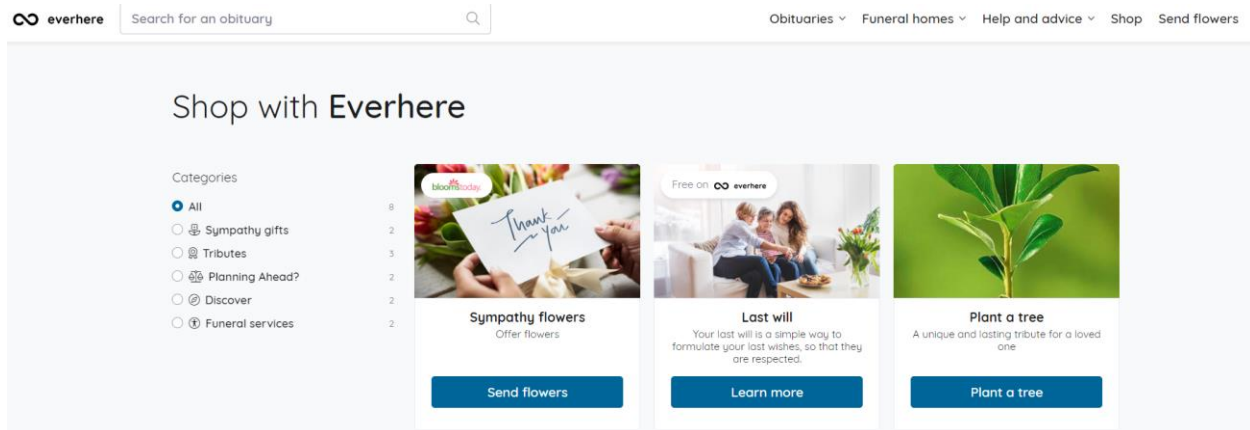 everhere
Search for an obituary
Obituaries
Funeral homes
Help and advice
Shop
Send flowers
Shop with Everhere
Categories
All 8
Sympathy gifts 2
Tributes 3
Planning Ahead? 2
Discover 2
Funeral services 2
bloomstoday.
Thank you
Sympathy flowers
Offer flowers
Send flowers
Free on everhere
Last will
Your last will is a simple way to
formulate your last wishes, so that they
are respected.
Learn more
Plant a tree
A unique and lasting tribute for a loved
one
Plant a tree